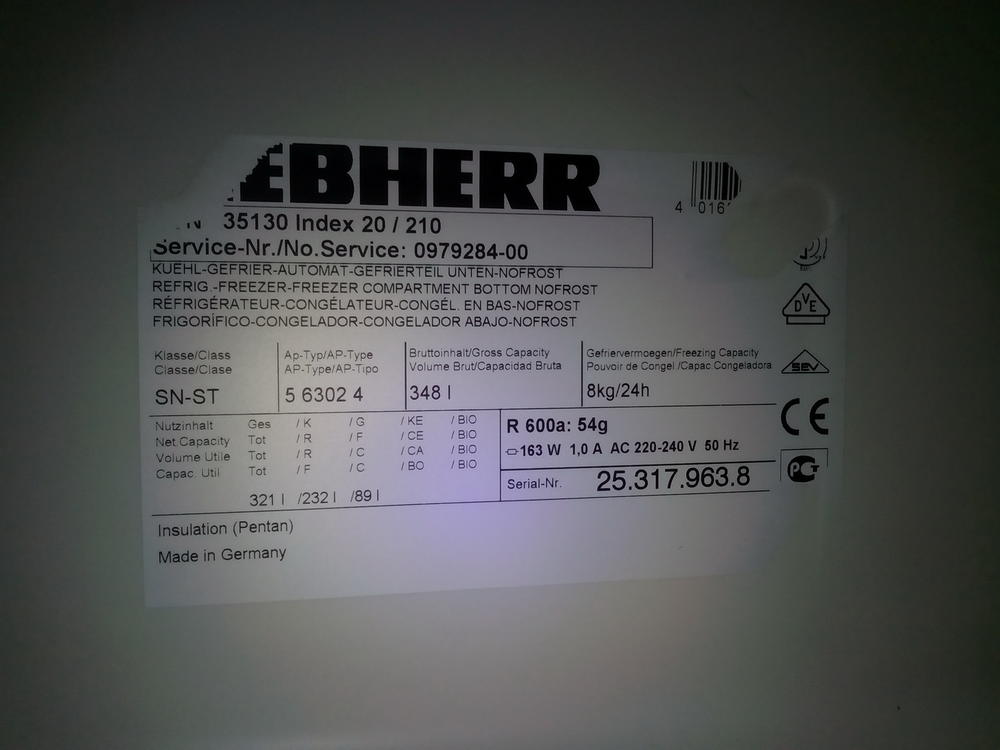 EBHERR
4 016
N 35130 Index 20 / 210
Service-Nr./No.Service: 0979284-00
KUEHL-GEFRIER-AUTOMAT-GEFRIERTEIL UNTEN-NOFROST
REFRIG.-FREEZER-FREEZER COMPARTMENT BOTTOM NOFROST
RÉFRIGÉRATEUR-CONGÉLATEUR-CONGÉL. EN BAS-NOFROST
FRIGORÍFICO-CONGELADOR-CONGELADOR ABAJO-NOFROST
DVE
SEV
CE
PCT
Klasse/Class
Classe/Clase
SN-ST
Ap-Typ/AP-Type
AP-Type/AP-Tipo
5 6302 4
Bruttoinhalt/Gross Capacity
Volume Brut/Capacidad Bruta
348 l
Gefriervermoegen/Freezing Capacity
Pouvoir de Congel /Capac Congeladora
8kg/24h
Nutzinhalt Ges / K / G / KE / BIO
Net.Capacity Tot / R / F / CE / BIO
Volume Utile Tot / R / C / CA / BIO
Capac. Util Tot / F / C / BO / BIO
321 l /232 l /89 l
R 600a: 54g
163 W 1,0 A AC 220-240 V 50 Hz
Serial-Nr. 25.317.963.8
Insulation (Pentan)
Made in Germany